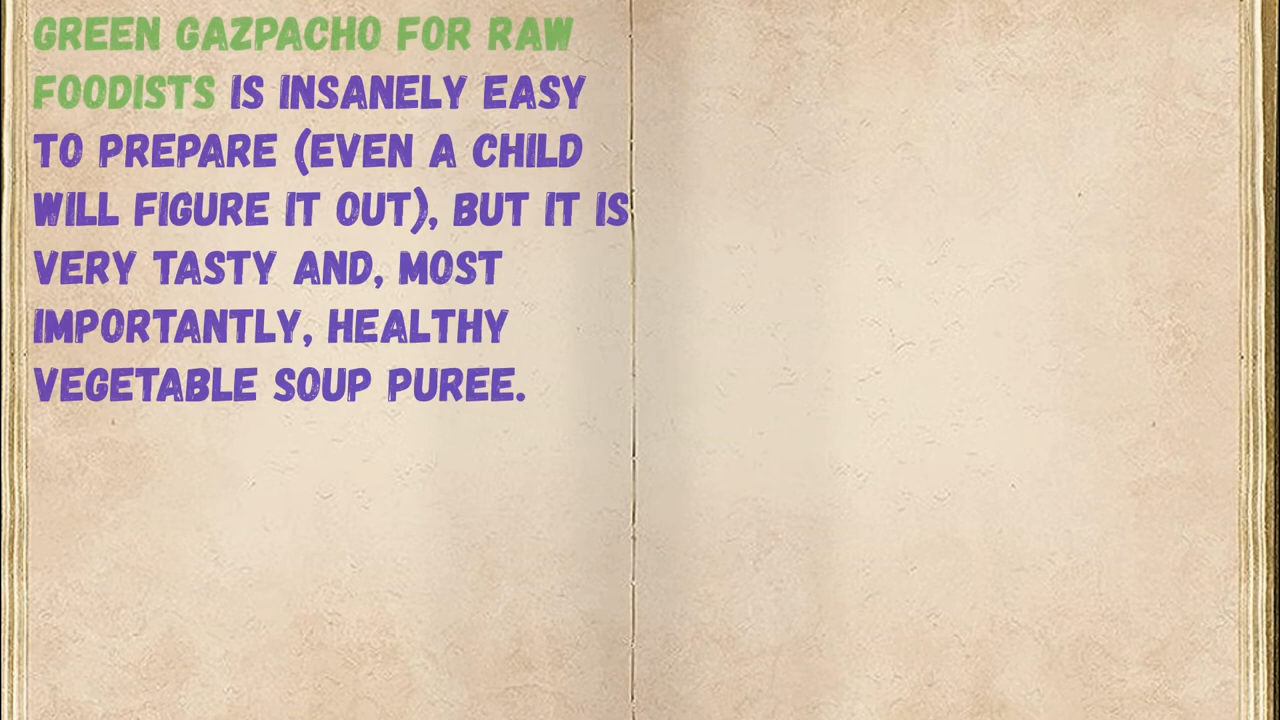 GREEN GAZPACHO FOR RAW
FOODISTS IS INSANELY EASY
TO PREPARE (EVEN A CHILD
WILL FIGURE IT OUT), BUT IT IS
VERY TASTY AND, MOST
IMPORTANTLY, HEALTHY
VEGETABLE SOUP PUREE.